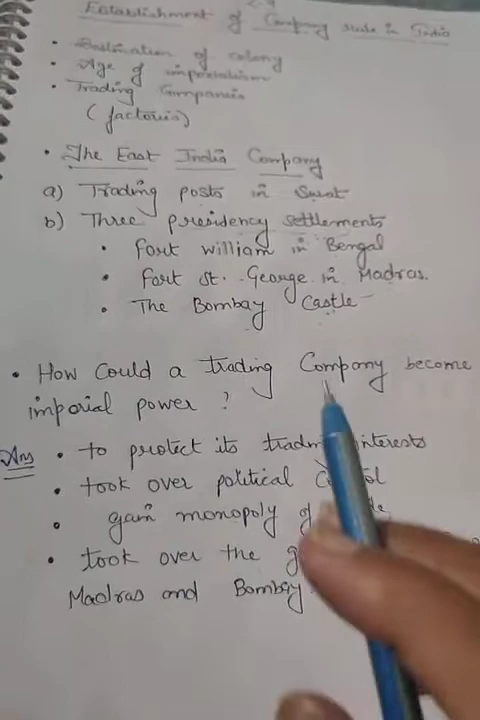 Establishment of Company state in India
• of colony
• Age of imperialism
• Trading Companies
(factories)
• The East India Company
a) Trading posts in Surat
b) Three presidency settlements
• Fort William in Bengal
• Fort St. George in Madras.
• The Bombay Castle
• How Could a trading Company become
imperial power ?
Ans • to protect its interests
• took over political
• gain monopoly of
• took over the
Madras and Bombay.